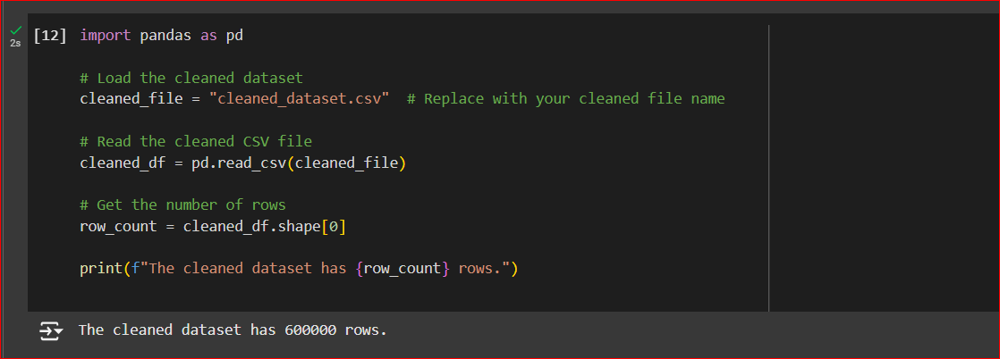 [12] import pandas as pd
2s
# Load the cleaned dataset
cleaned_file = "cleaned_dataset.csv"  # Replace with your cleaned file name
# Read the cleaned CSV file
cleaned_df = pd.read_csv(cleaned_file)
# Get the number of rows
row_count = cleaned_df.shape[0]
print(f"The cleaned dataset has {row_count} rows.")
The cleaned dataset has 600000 rows.